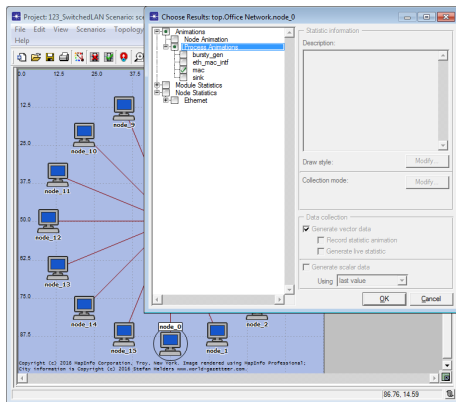 Project: 123_SwitchedLAN Scenario: sce
File Edit View Scenarios Topology
Help
0.0 12.5 25.0 37.5
12.5
25.0
37.5
50.0
62.5
75.0
87.5
node_9
node_10
node_11
node_12
node_13
node_14
node_15
node_0
node_1
node_2
Copyright (c) 2010 MapInfo Corporation, Troy, New York. Image rendered using MapInfo Professional;
City information is Copyright (c) 2016 Stefan Helders www.world-gazetteer.com.
86.76, 14.59
Choose Results: top.Office Network.node_0
Animations
Node Animation
Process Animations
bursty_gen
eth_mac_intf
mac
sink
Module Statistics
Node Statistics
Ethernet
Statistic information
Description:
Draw style:
Modify...
Collection mode:
Modify...
Data collection
Generate vector data
Record statistic animation
Generate live statistic
Generate scalar data
Using last value
OK
Cancel